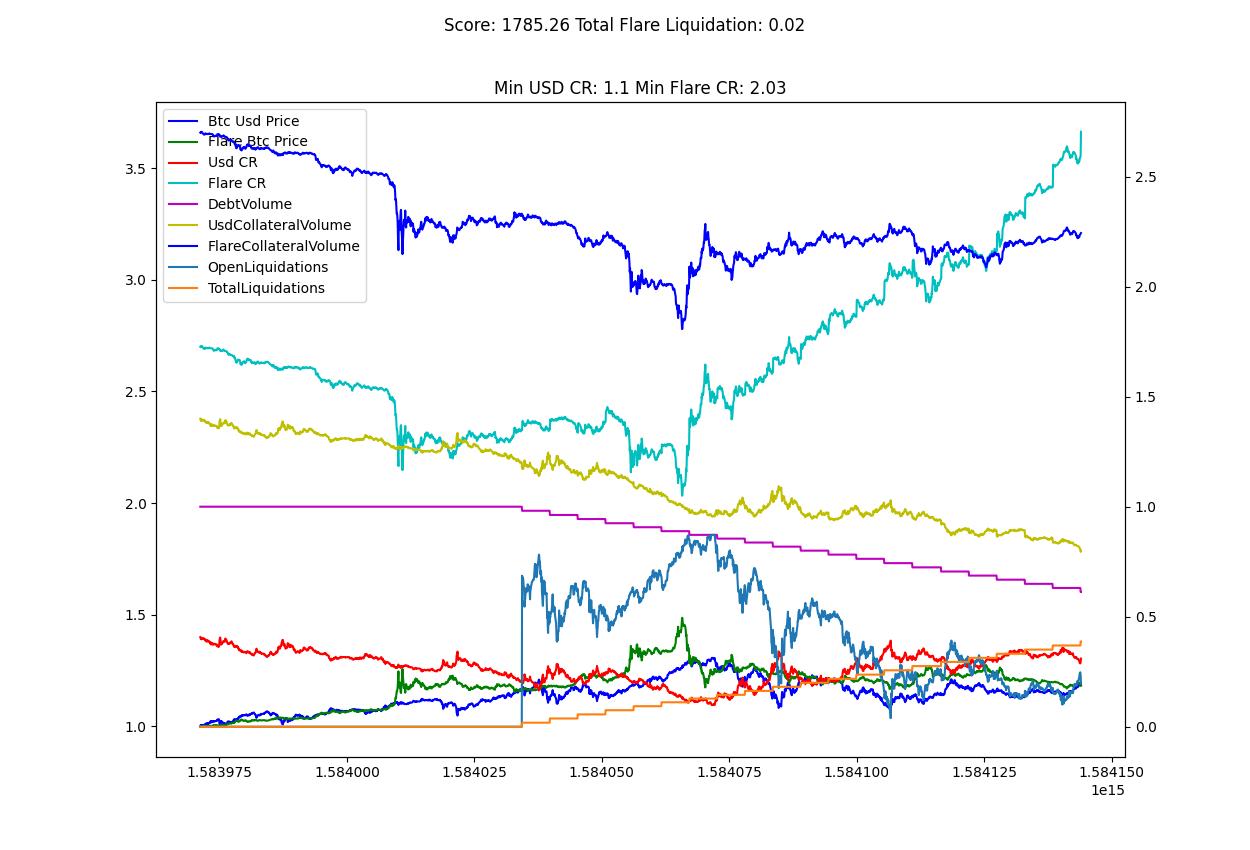 Score: 1785.26 Total Flare Liquidation: 0.02
Min USD CR: 1.1 Min Flare CR: 2.03
Btc Usd Price
Flare Btc Price
Usd CR
Flare CR
DebtVolume
UsdCollateralVolume
FlareCollateralVolume
OpenLiquidations
TotalLiquidations
3.5
3.0
2.5
2.0
1.5
1.0
2.5
2.0
1.5
1.0
0.5
0.0
1.583975
1.584000
1.584025
1.584050
1.584075
1.584100
1.584125
1.584150
1e15